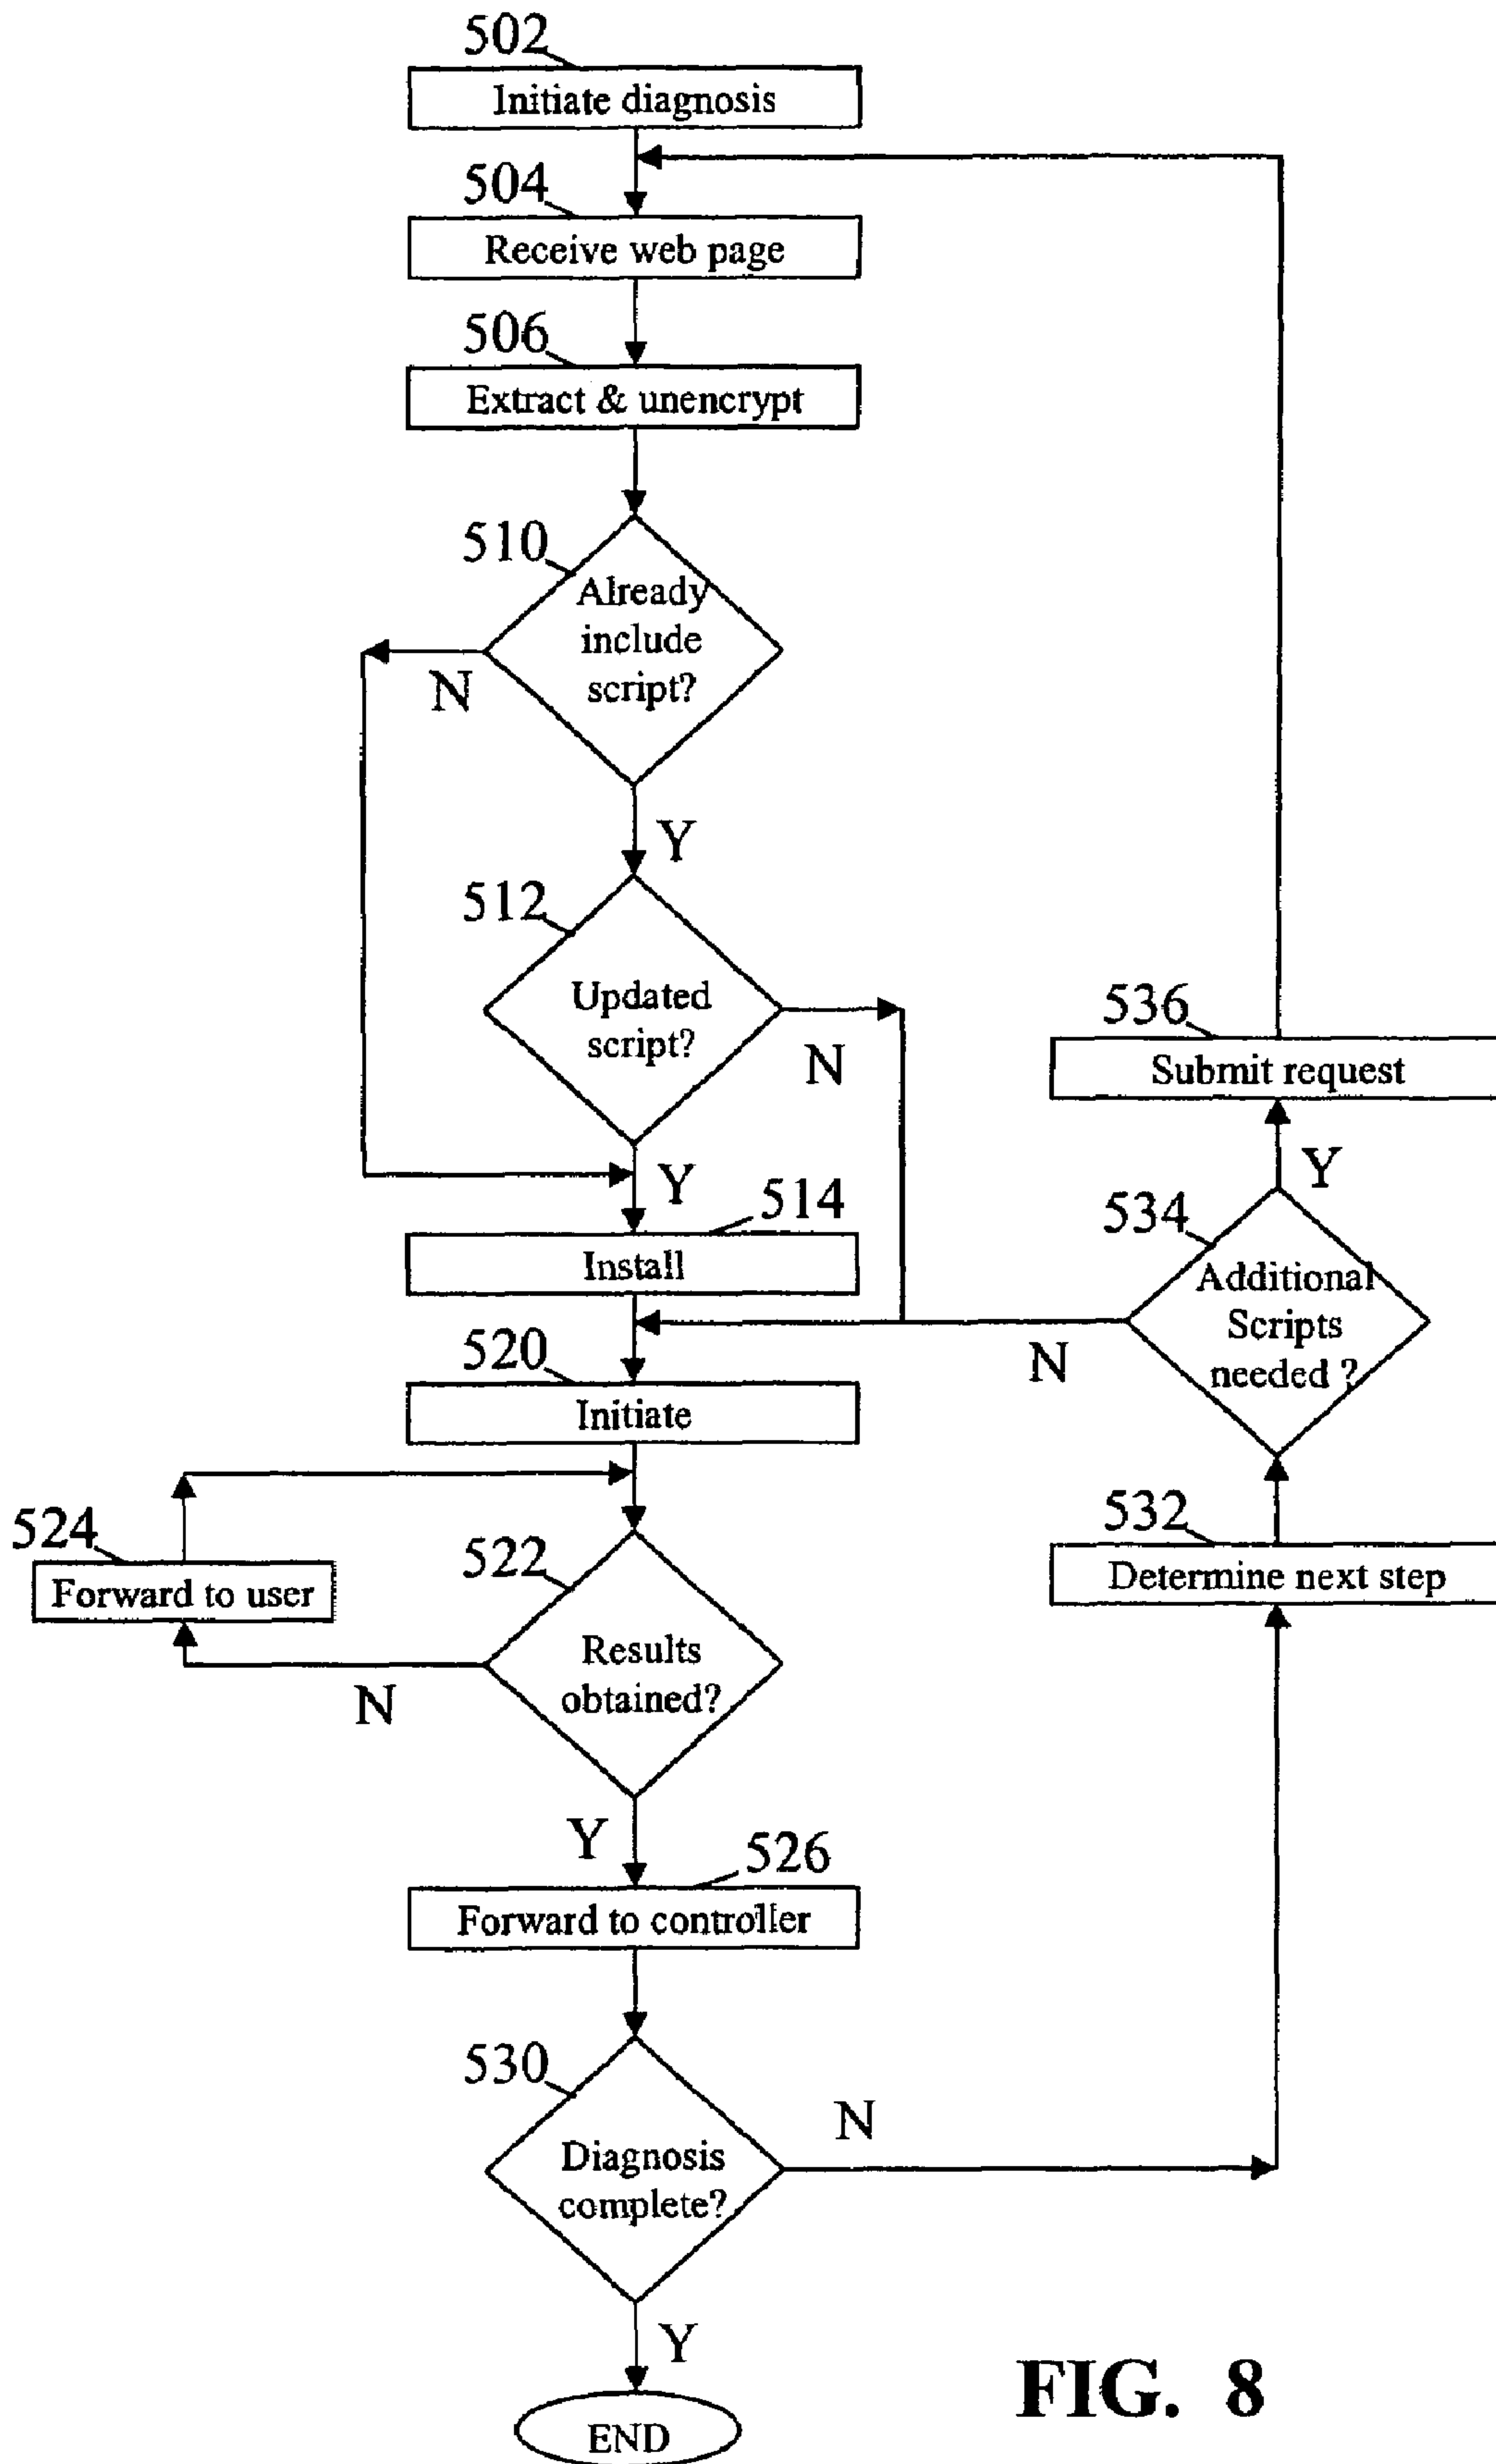 502
Initiate diagnosis
504
Receive web page
506
Extract & unencrypt
510
Already
include
script?
N
Y
512
Updated
script?
N
Y
514
Install
520
Initiate
524
Forward to user
522
Results
obtained?
N
Y
526
Forward to controller
530
Diagnosis
complete?
N
Y
END
532
Determine next step
534
Additional
Scripts
needed ?
N
Y
536
Submit request
FIG. 8